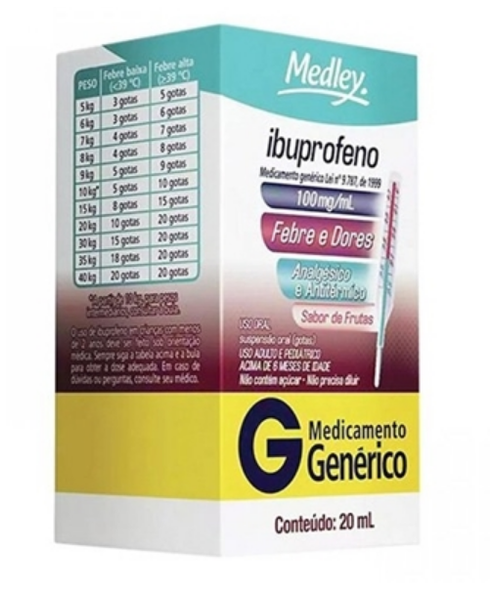 PESO Febre baixa (<39 °C) Febre alta (≥39 °C)
5 kg 3 gotas 5 gotas
6 kg 3 gotas 6 gotas
7 kg 4 gotas 7 gotas
8 kg 4 gotas 8 gotas
9 kg 5 gotas 9 gotas
10 kg* 5 gotas 10 gotas
15 kg 8 gotas 15 gotas
20 kg 10 gotas 20 gotas
30 kg 15 gotas 20 gotas
35 kg 18 gotas 20 gotas
40 kg 20 gotas 20 gotas
O uso de ibuprofeno em crianças com menos
de 2 anos deve ser feito sob orientação
médica. Sempre siga a tabela acima e a bula
para obter a dose adequada. Em caso de
dúvidas ou perguntas, consulte seu médico.
Medley.
ibuprofeno
Medicamento genérico Lei nº 9.787, de 1999
100 mg/mL
Febre e Dores
Analgésico
e Antitérmico
Sabor de Frutas
USO ORAL
suspensão oral (gotas)
USO ADULTO E PEDIÁTRICO
ACIMA DE 6 MESES DE IDADE
Não contém açúcar - Não precisa diluir
G Medicamento
Genérico
Conteúdo: 20 mL